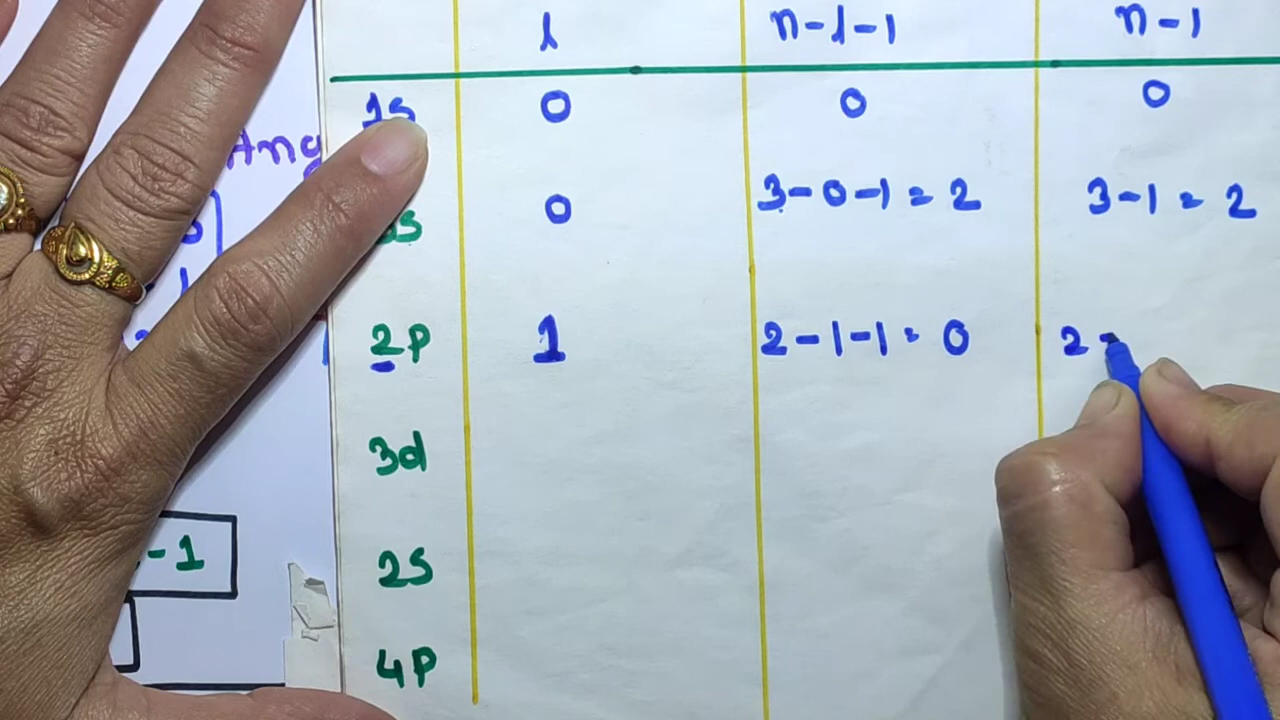 l n-l-1 n-1
1s 0 0 0
Ang
s 0 3-0-1=2 3-1=2
2p 1 2-1-1=0 2-
3d
-1 2s
4p